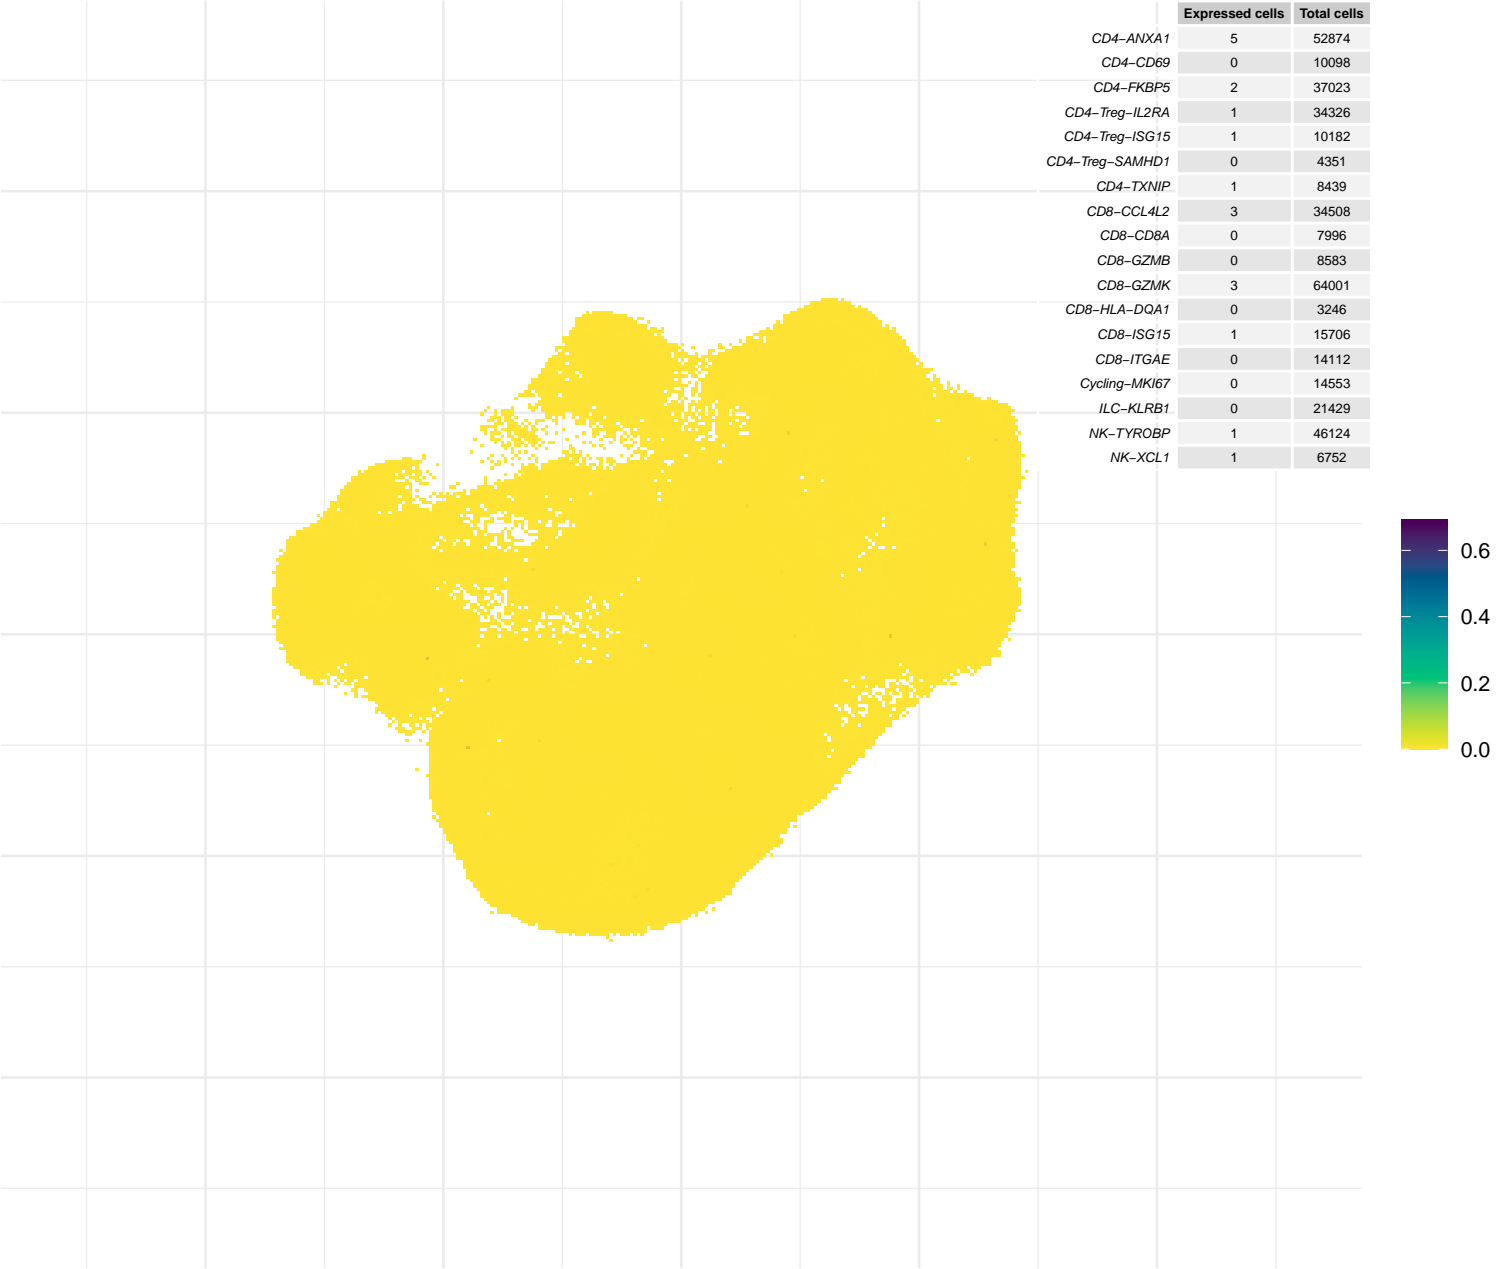 Expressed cells Total cells
CD4−ANXA1 5 52874
CD4−CD69 0 10098
CD4−FKBP5 2 37023
CD4−Treg−IL2RA 1 34326
CD4−Treg−ISG15 1 10182
CD4−Treg−SAMHD1 0 4351
CD4−TXNIP 1 8439
CD8−CCL4L2 3 34508
CD8−CD8A 0 7996
CD8−GZMB 0 8583
CD8−GZMK 3 64001
CD8−HLA−DQA1 0 3246
CD8−ISG15 1 15706
CD8−ITGAE 0 14112
Cycling−MKI67 0 14553
ILC−KLRB1 0 21429
NK−TYROBP 1 46124
NK−XCL1 1 6752
0.6
0.4
0.2
0.0